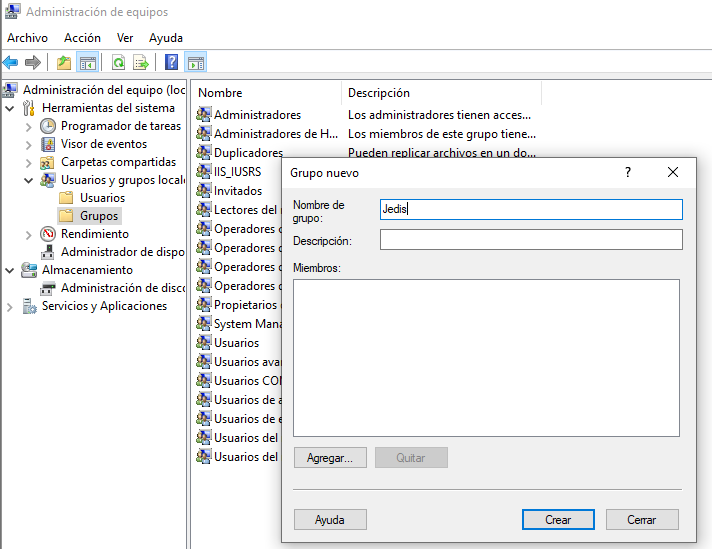 Administración de equipos
Archivo Acción Ver Ayuda
Administración del equipo (loc
Herramientas del sistema
Programador de tareas
Visor de eventos
Carpetas compartidas
Usuarios y grupos locale
Usuarios
Grupos
Rendimiento
Administrador de dispo
Almacenamiento
Administración de disco
Servicios y Aplicaciones
Nombre Descripción
Administradores Los administradores tienen acces...
Administradores de H... Los miembros de este grupo tiene...
Duplicadores Pueden replicar archivos en un do...
IIS_IUSRS
Invitados
Lectores del r
Operadores d
Operadores d
Operadores d
Operadores d
Propietarios d
System Mana
Usuarios
Usuarios avan
Usuarios COM
Usuarios de a
Usuarios de e
Usuarios del
Usuarios del
Grupo nuevo ? ×
Nombre de
grupo: Jedis
Descripción:
Miembros:
Agregar... Quitar
Ayuda Crear Cerrar